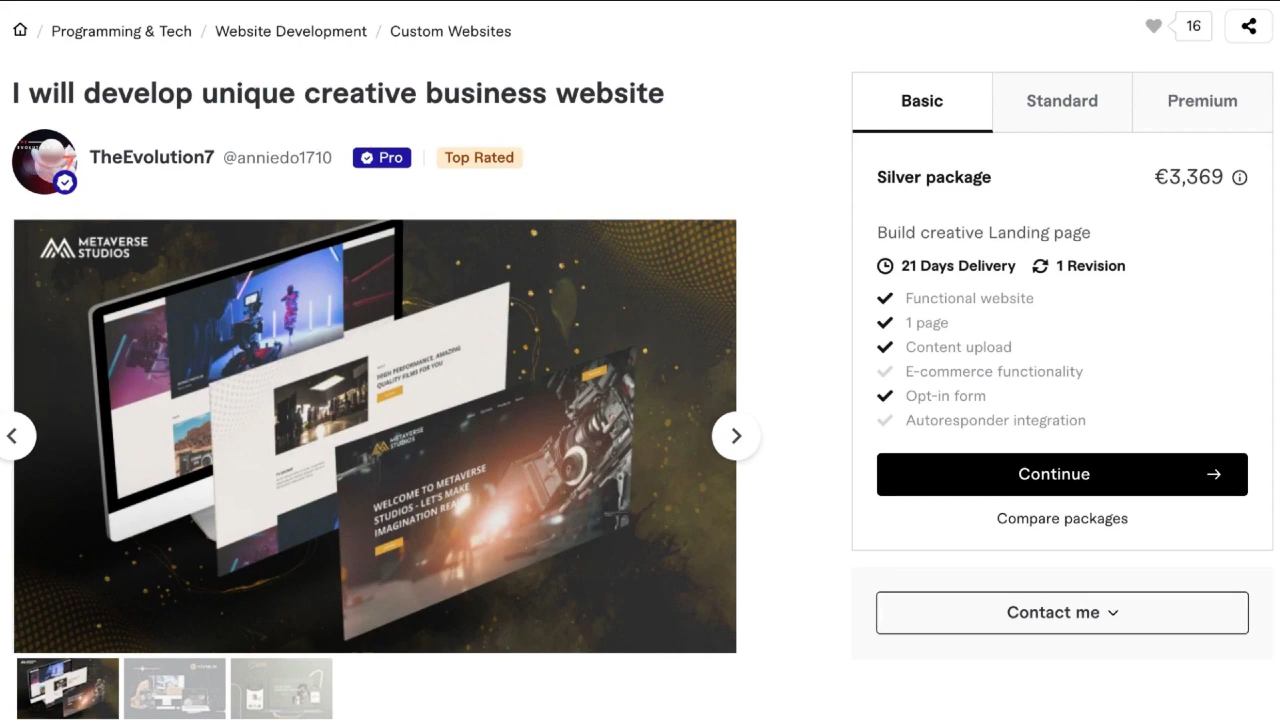 / Programming & Tech / Website Development / Custom Websites
16
I will develop unique creative business website
TheEvolution7 @anniedo1710 Pro Top Rated
METAVERSE
STUDIOS
HIGH PERFORMANCE, AMAZING
QUALITY FILMS FOR YOU
METAVERSE
STUDIOS
WELCOME TO METAVERSE
STUDIOS - LET'S MAKE
IMAGINATION REAL
Basic
Standard
Premium
Silver package
€3,369
Build creative Landing page
21 Days Delivery 1 Revision
Functional website
1 page
Content upload
E-commerce functionality
Opt-in form
Autoresponder integration
Continue
Compare packages
Contact me